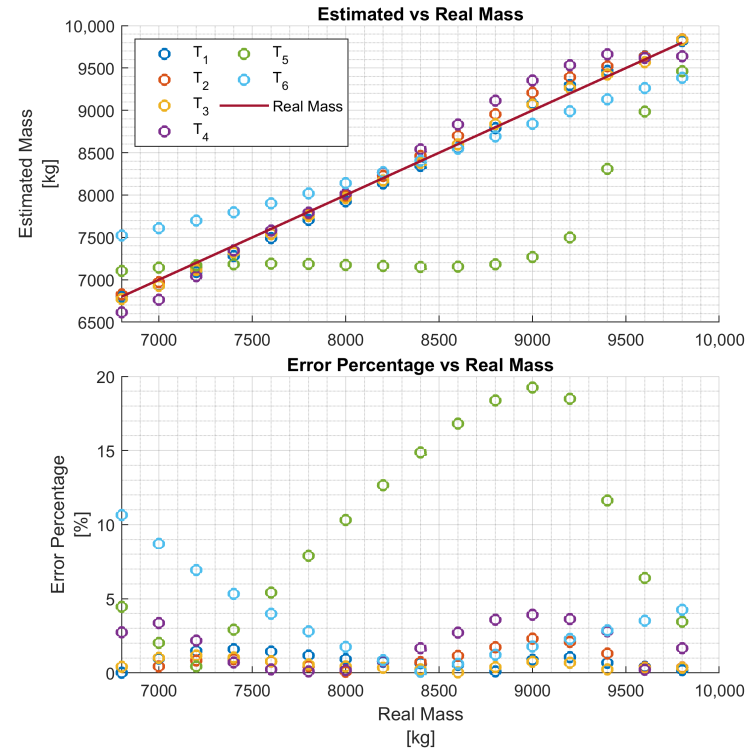 Estimated vs Real Mass
10,000
9500
9000
8500
8000
7500
7000
6500
Estimated Mass
[kg]
T1 T5
T2 T6
T3 Real Mass
T4
7000 7500 8000 8500 9000 9500 10,000
Error Percentage vs Real Mass
20
15
10
5
0
Error Percentage
[%]
7000 7500 8000 8500 9000 9500 10,000
Real Mass
[kg]